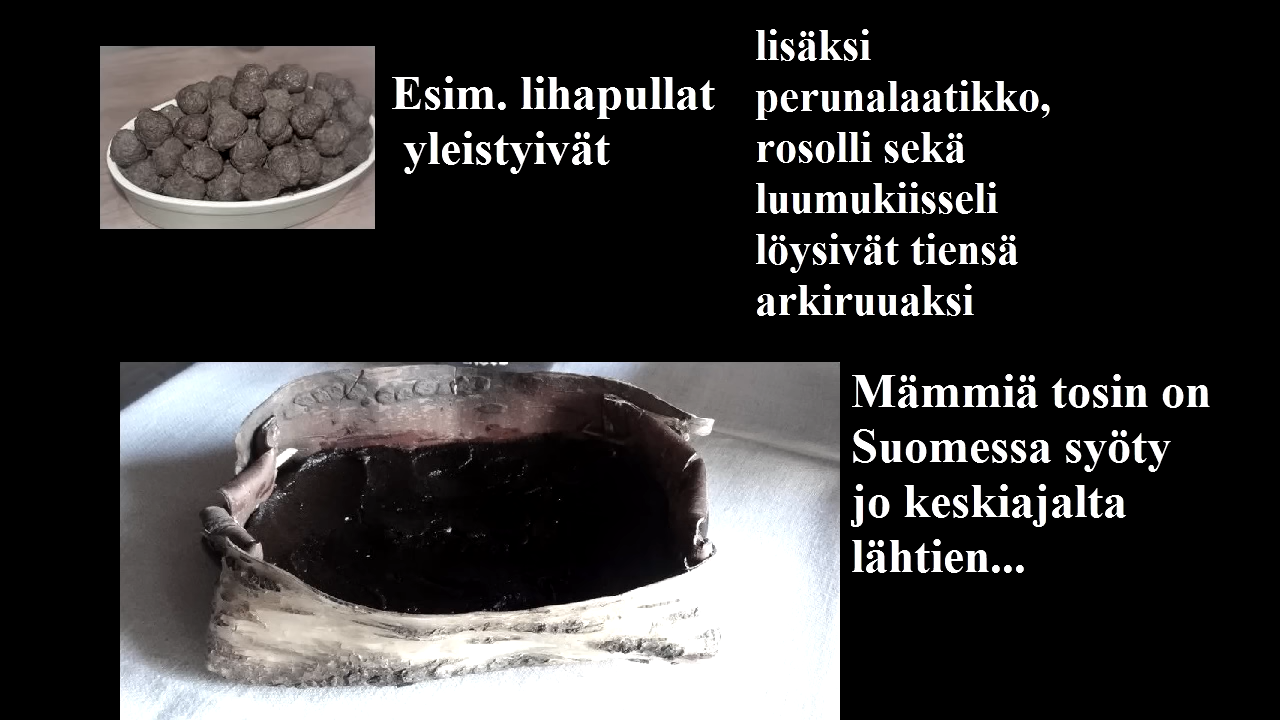 Esim. lihapullat
yleistyivät
lisäksi
perunalaatikko,
rosolli sekä
luumukiisseli
löysivät tiensä
arkiruuaksi
Mämmiä tosin on
Suomessa syöty
jo keskiajalta
lähtien...